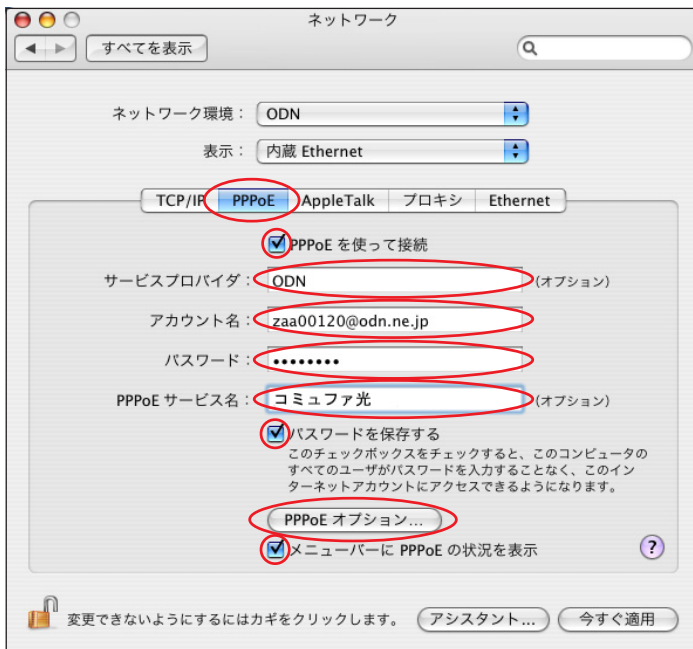 ネットワーク
すべてを表示
ネットワーク環境： ODN
表示： 内蔵 Ethernet
TCP/IP PPPoE AppleTalk プロキシ Ethernet
PPPoE を使って接続
サービスプロバイダ： ODN (オプション)
アカウント名： zaa00120@odn.ne.jp
パスワード： ••••••••
PPPoE サービス名： コミュファ光 (オプション)
パスワードを保存する
このチェックボックスをチェックすると、このコンピュータの
すべてのユーザがパスワードを入力することなく、このイン
ターネットアカウントにアクセスできるようになります。
PPPoE オプション...
メニューバーに PPPoE の状況を表示 ?
変更できないようにするにはカギをクリックします。 アシスタント... 今すぐ適用